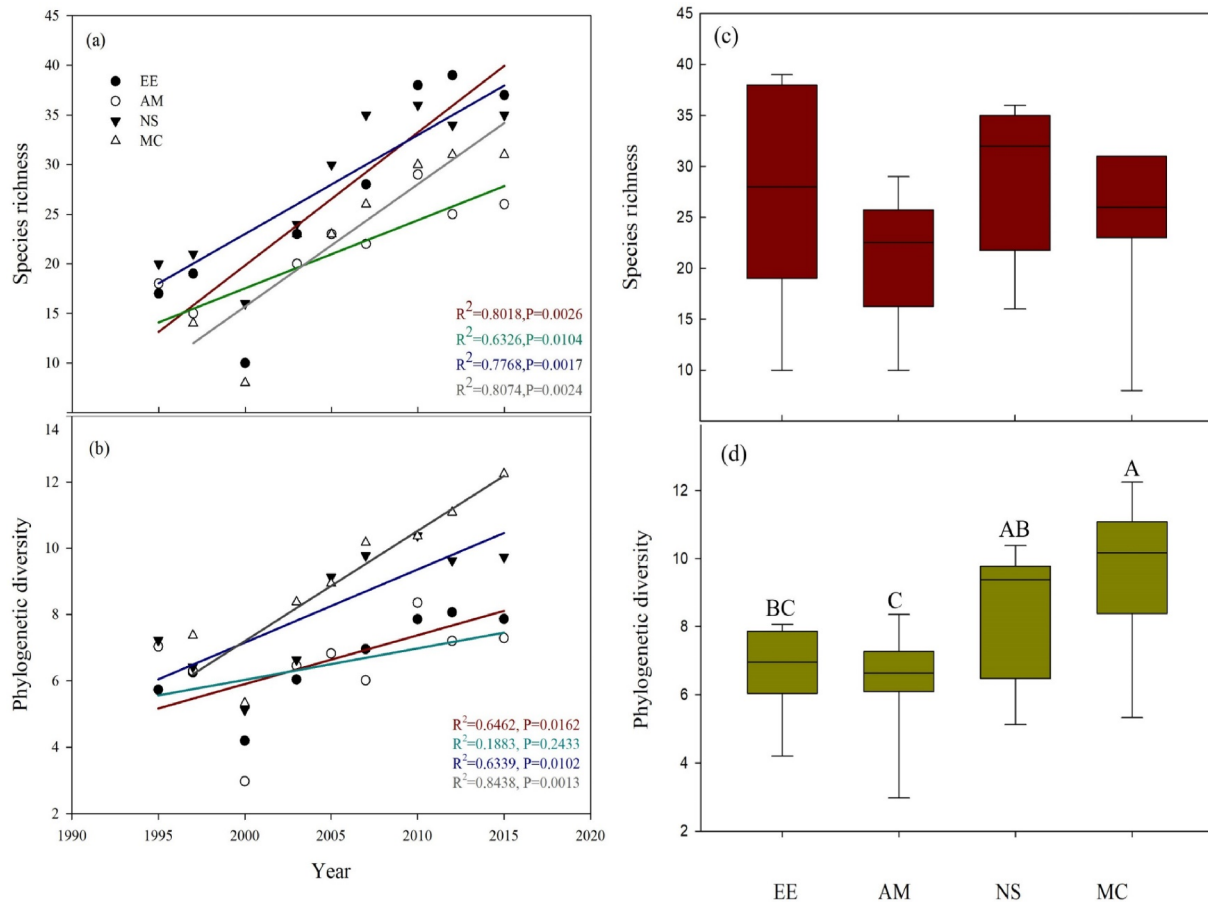 (a)
EE
AM
NS
MC
Species richness
45
40
35
30
25
20
15
10
R²=0.8018,P=0.0026
R²=0.6326,P=0.0104
R²=0.7768,P=0.0017
R²=0.8074,P=0.0024
(b)
Phylogenetic diversity
14
12
10
8
6
4
2
R²=0.6462, P=0.0162
R²=0.1883, P=0.2433
R²=0.6339, P=0.0102
R²=0.8438, P=0.0013
1990 1995 2000 2005 2010 2015 2020
Year
(c)
Species richness
45
40
35
30
25
20
15
10
(d)
Phylogenetic diversity
12
10
8
6
4
2
BC
C
AB
A
EE AM NS MC